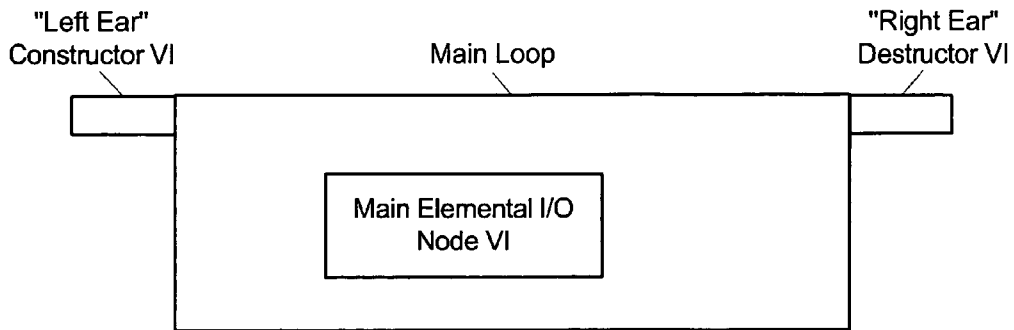 "Left Ear"
Constructor VI
Main Loop
"Right Ear"
Destructor VI
Main Elemental I/O
Node VI